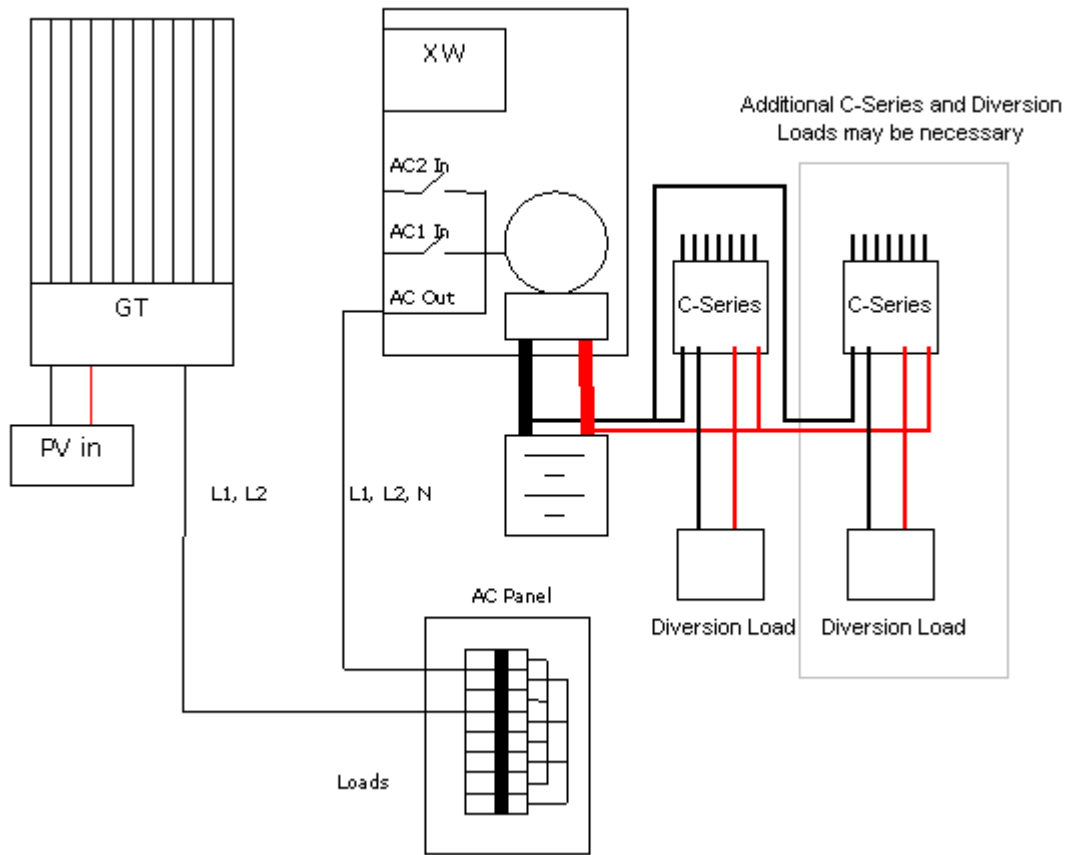 XW
Additional C-Series and Diversion
Loads may be necessary
AC2 In
AC1 In
AC Out
GT
C-Series
C-Series
PV in
L1, L2
L1, L2, N
AC Panel
Diversion Load
Diversion Load
Loads